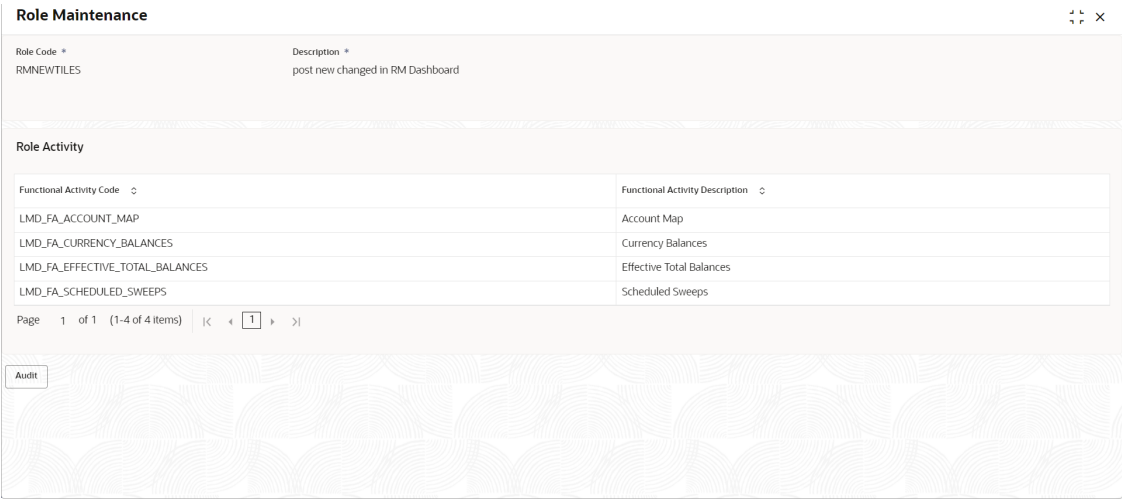 Role Maintenance
Role Code * Description *
RMNEWTILES post new changed in RM Dashboard
Role Activity
Functional Activity Code Functional Activity Description
LMD_FA_ACCOUNT_MAP Account Map
LMD_FA_CURRENCY_BALANCES Currency Balances
LMD_FA_EFFECTIVE_TOTAL_BALANCES Effective Total Balances
LMD_FA_SCHEDULED_SWEEPS Scheduled Sweeps
Page 1 of 1 (1-4 of 4 items) 1
Audit